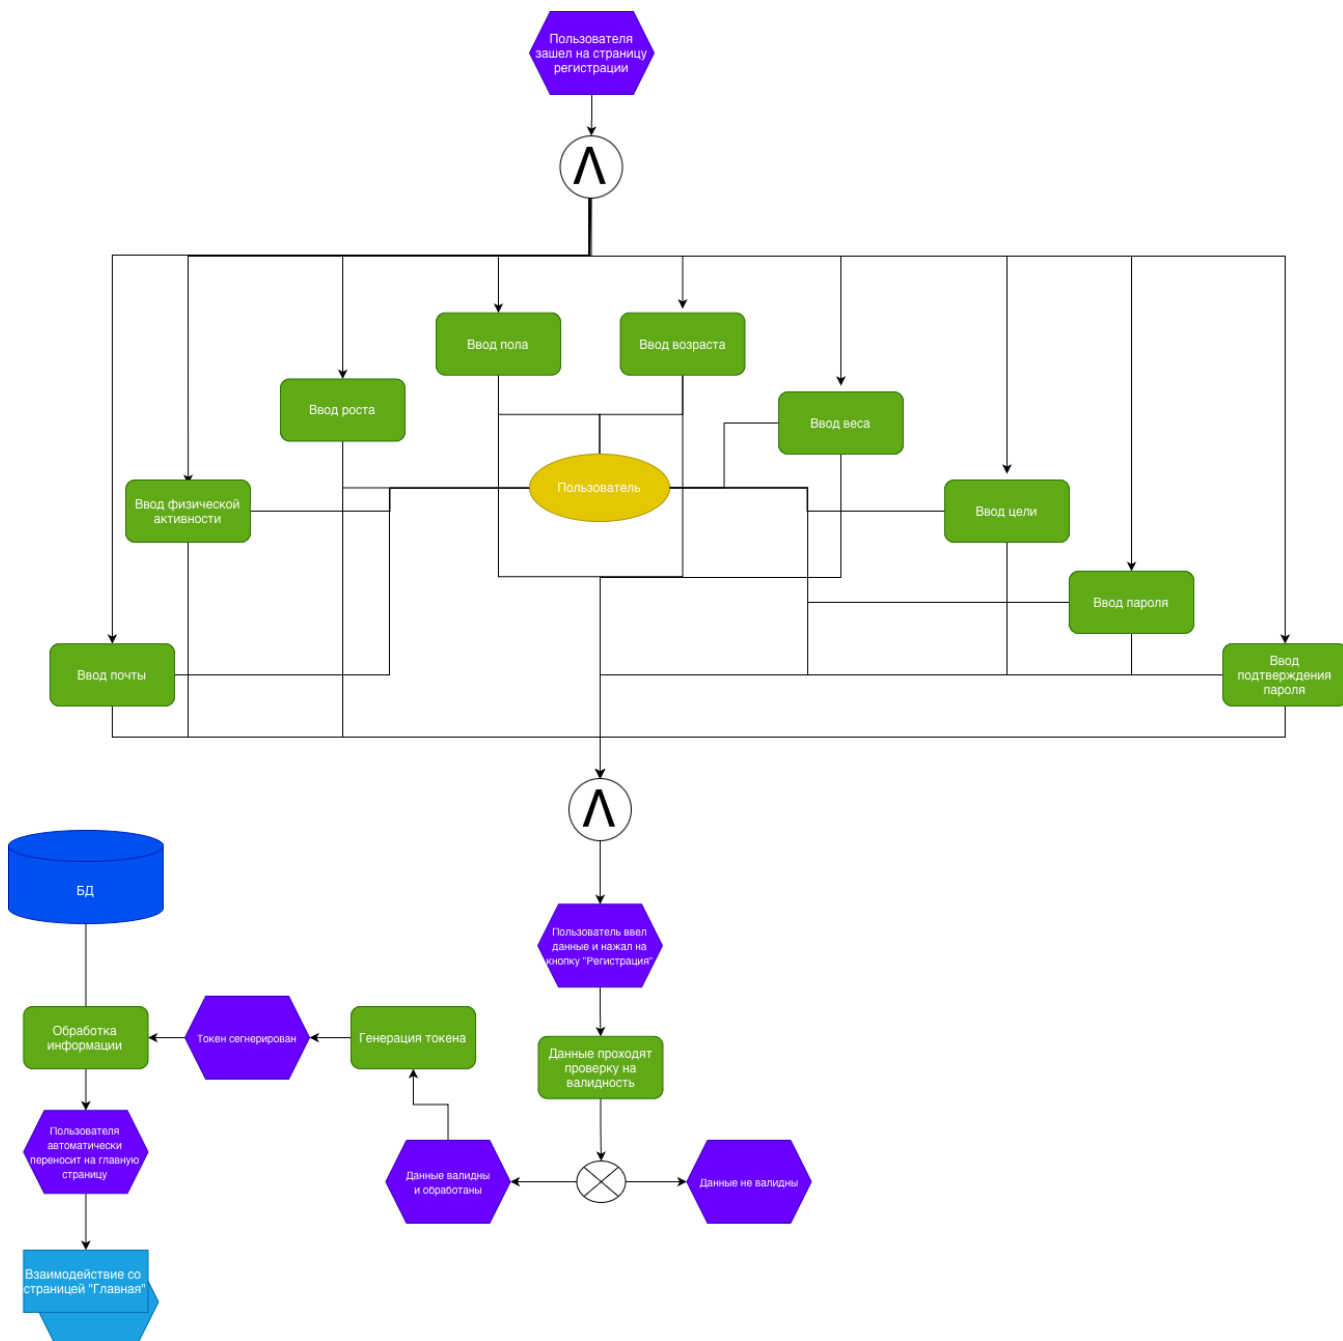 Пользователя
зашел на страницу
регистрации
Λ
Ввод пола
Ввод возраста
Ввод роста
Ввод веса
Пользователь
Ввод физической
активности
Ввод цели
Ввод пароля
Ввод почты
Ввод
подтверждения
пароля
Λ
БД
Пользователь ввел
данные и нажал на
кнопку "Регистрация"
Обработка
информации
Токен сегнерирован
Генерация токена
Данные проходят
проверку на
валидность
Пользователя
автоматически
переносит на главную
страницу
Данные валидны
и обработаны
Данные не валидны
Взаимодействие со
страницей "Главная"